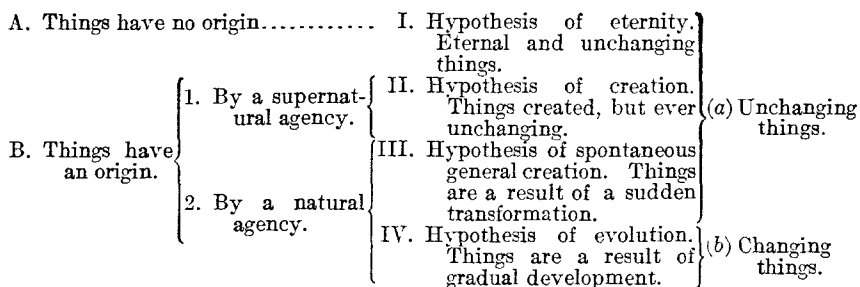 A. Things have no origin............. I. Hypothesis of eternity.
Eternal and unchanging
things.
1. By a supernat-
ural agency.
II. Hypothesis of creation.
Things created, but ever
unchanging.
(a) Unchanging
things.
B. Things have
an origin.
III. Hypothesis of spontaneous
general creation. Things
are a result of a sudden
transformation.
2. By a natural
agency.
IV. Hypothesis of evolution.
Things are a result of
gradual development.
(b) Changing
things.